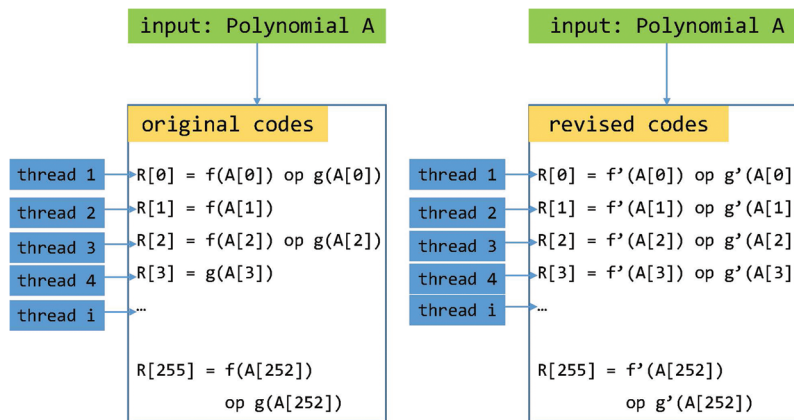 input: Polynomial A
original codes
thread 1 R[0] = f(A[0]) op g(A[0])
thread 2 R[1] = f(A[1])
thread 3 R[2] = f(A[2]) op g(A[2])
thread 4 R[3] = g(A[3])
thread i …
R[255] = f(A[252])
op g(A[252])
input: Polynomial A
revised codes
thread 1 R[0] = f’(A[0]) op g’(A[0]
thread 2 R[1] = f’(A[1]) op g’(A[1]
thread 3 R[2] = f’(A[2]) op g’(A[2]
thread 4 R[3] = f’(A[3]) op g’(A[3]
thread i …
R[255] = f’(A[252])
op g’(A[252])